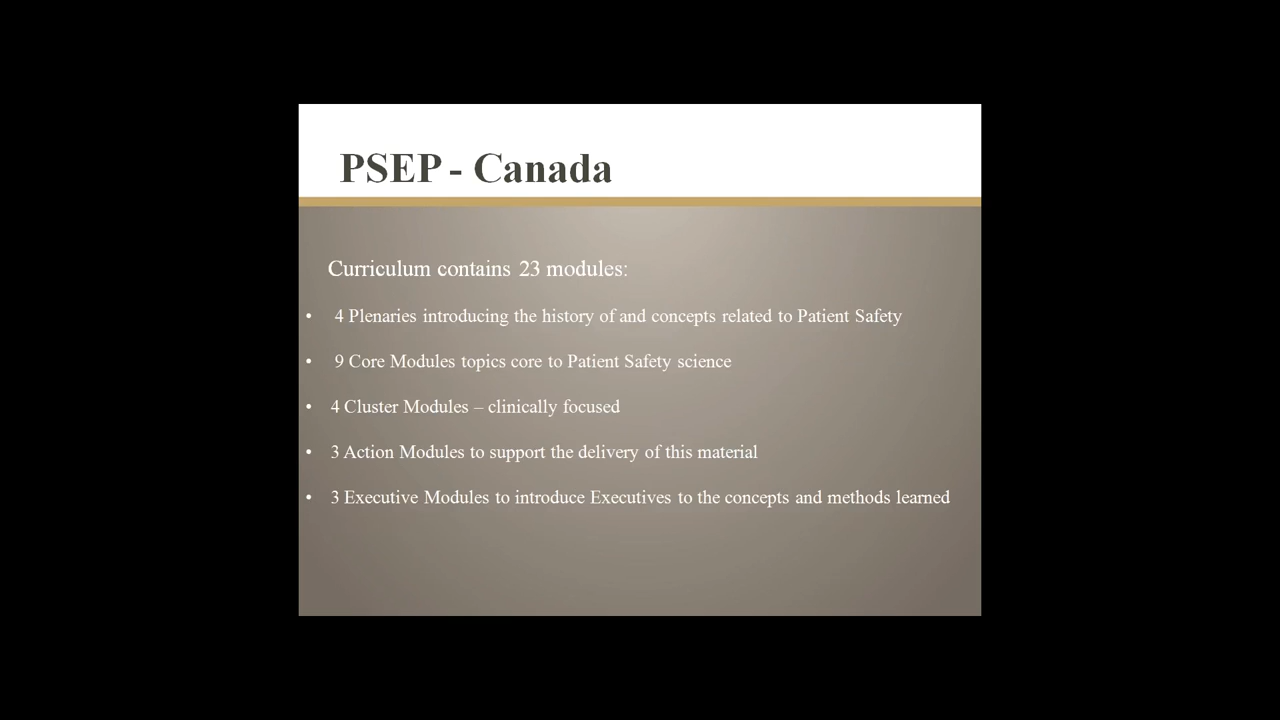 PSEP - Canada
Curriculum contains 23 modules:
• 4 Plenaries introducing the history of and concepts related to Patient Safety
• 9 Core Modules topics core to Patient Safety science
• 4 Cluster Modules – clinically focused
• 3 Action Modules to support the delivery of this material
• 3 Executive Modules to introduce Executives to the concepts and methods learned